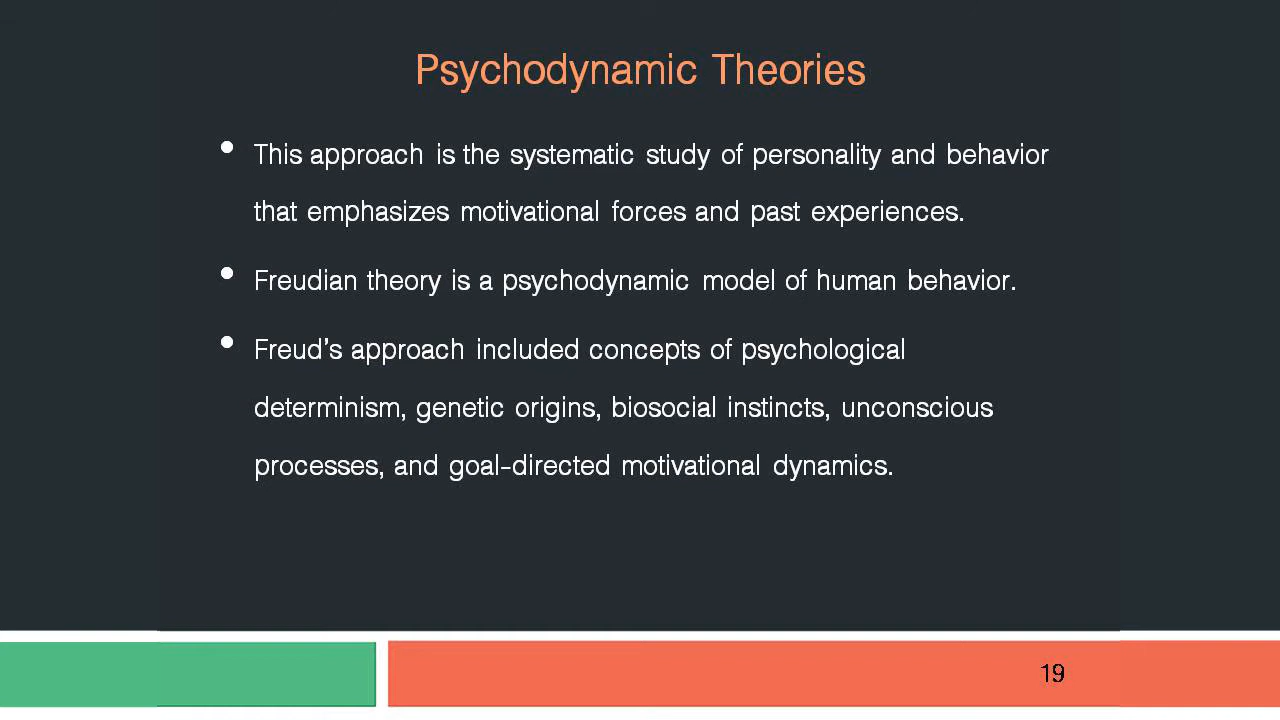 Psychodynamic Theories
• This approach is the systematic study of personality and behavior
that emphasizes motivational forces and past experiences.
• Freudian theory is a psychodynamic model of human behavior.
• Freud’s approach included concepts of psychological
determinism, genetic origins, biosocial instincts, unconscious
processes, and goal-directed motivational dynamics.
19